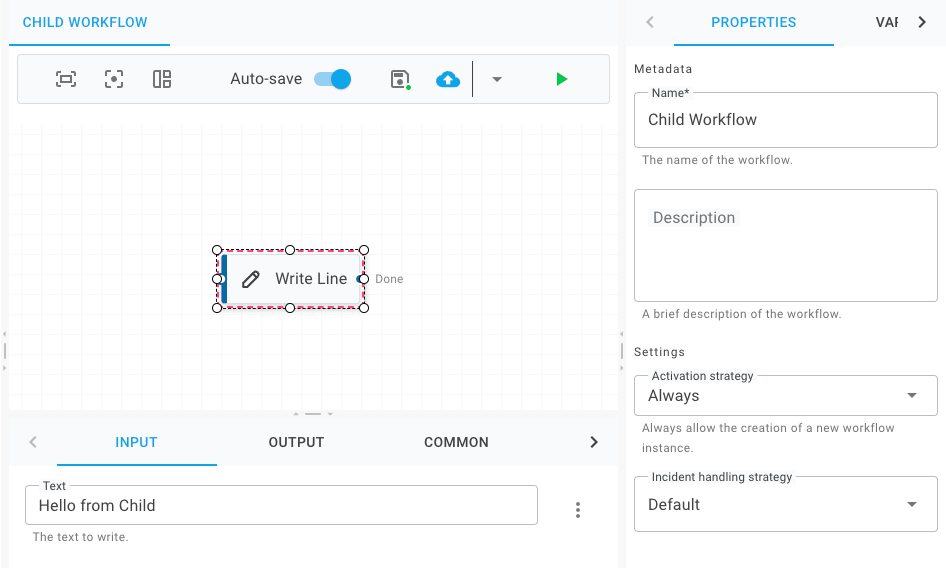 CHILD WORKFLOW
Auto-save
Write Line
Done
INPUT
OUTPUT
COMMON
Text
Hello from Child
The text to write.
PROPERTIES
Metadata
Name*
Child Workflow
The name of the workflow.
Description
A brief description of the workflow.
Settings
Activation strategy
Always
Always allow the creation of a new workflow
instance.
Incident handling strategy
Default